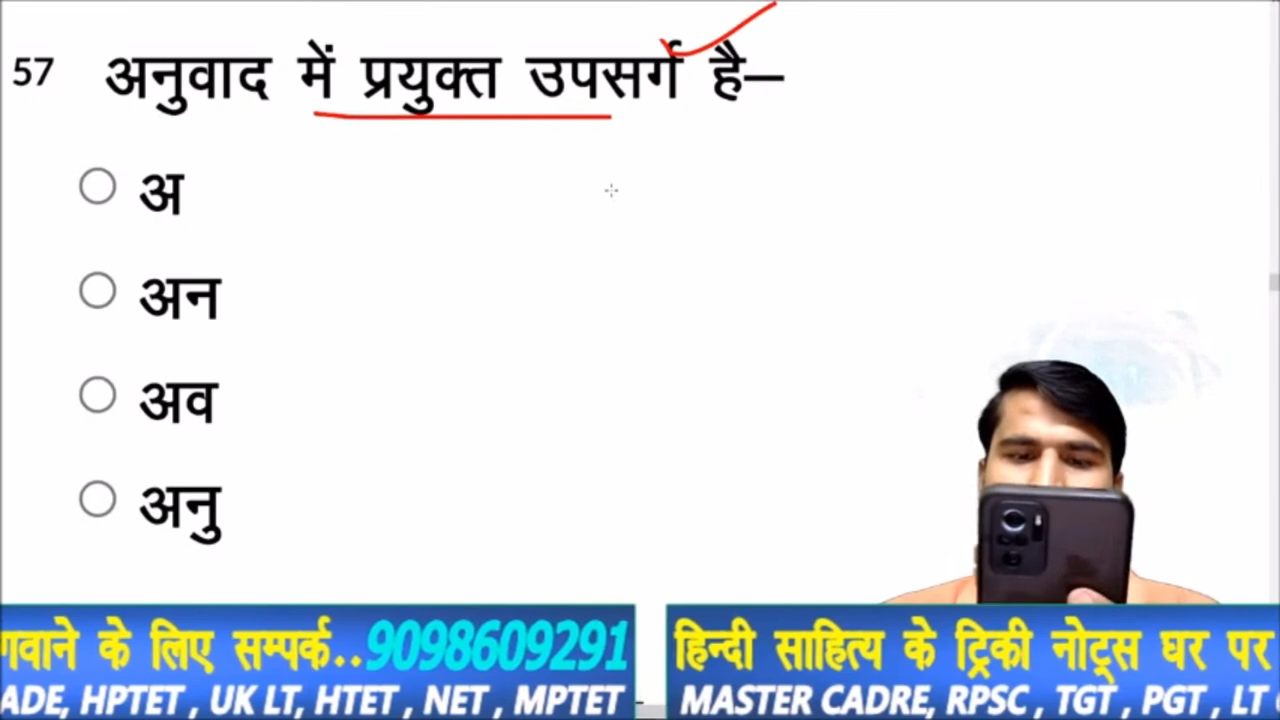 57 अनुवाद में प्रयुक्त उपसर्ग है–
अ
अन
अव
अनु
गवाने के लिए सम्पर्क..9098609291
ADE, HPTET , UK LT, HTET , NET , MPTET
हिन्दी साहित्य के ट्रिकी नोट्स घर पर
MASTER CADRE, RPSC , TGT , PGT , LT